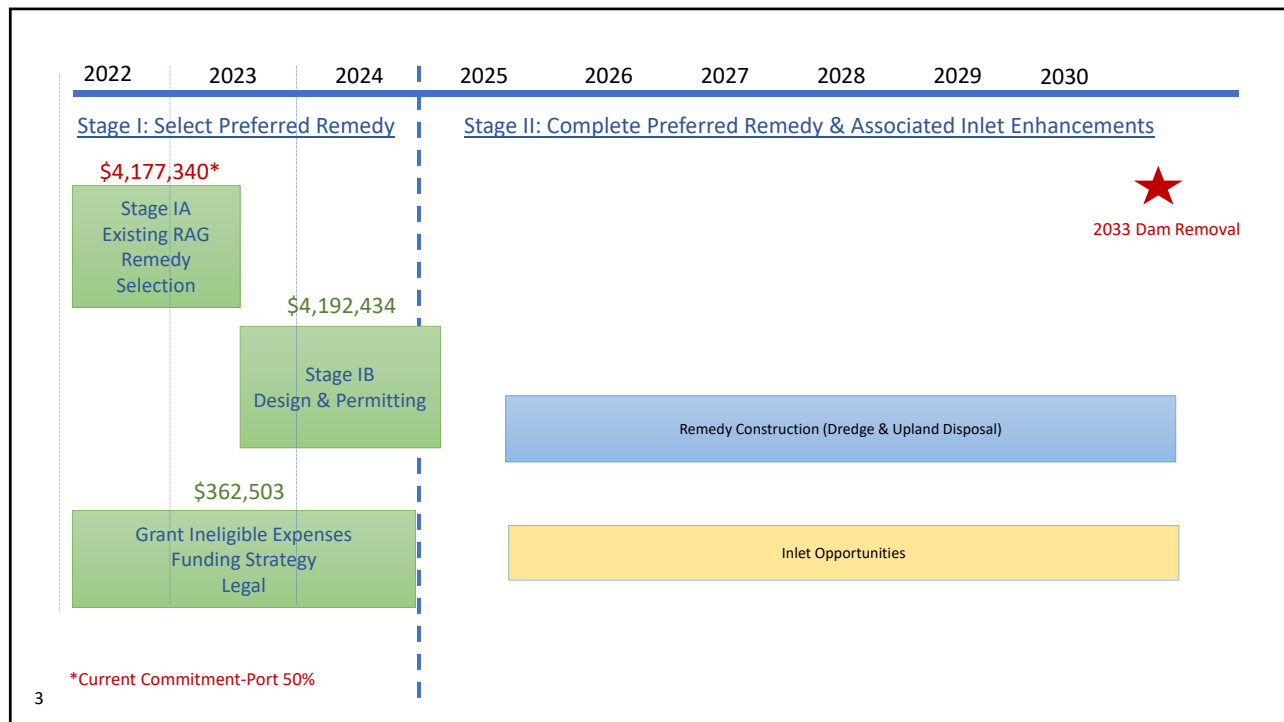 2022 2023 2024 2025 2026 2027 2028 2029 2030
Stage I: Select Preferred Remedy
Stage II: Complete Preferred Remedy & Associated Inlet Enhancements
$4,177,340*
Stage IA
Existing RAG
Remedy
Selection
2033 Dam Removal
$4,192,434
Stage IB
Design & Permitting
Remedy Construction (Dredge & Upland Disposal)
$362,503
Grant Ineligible Expenses
Funding Strategy
Legal
Inlet Opportunities
*Current Commitment-Port 50%
3